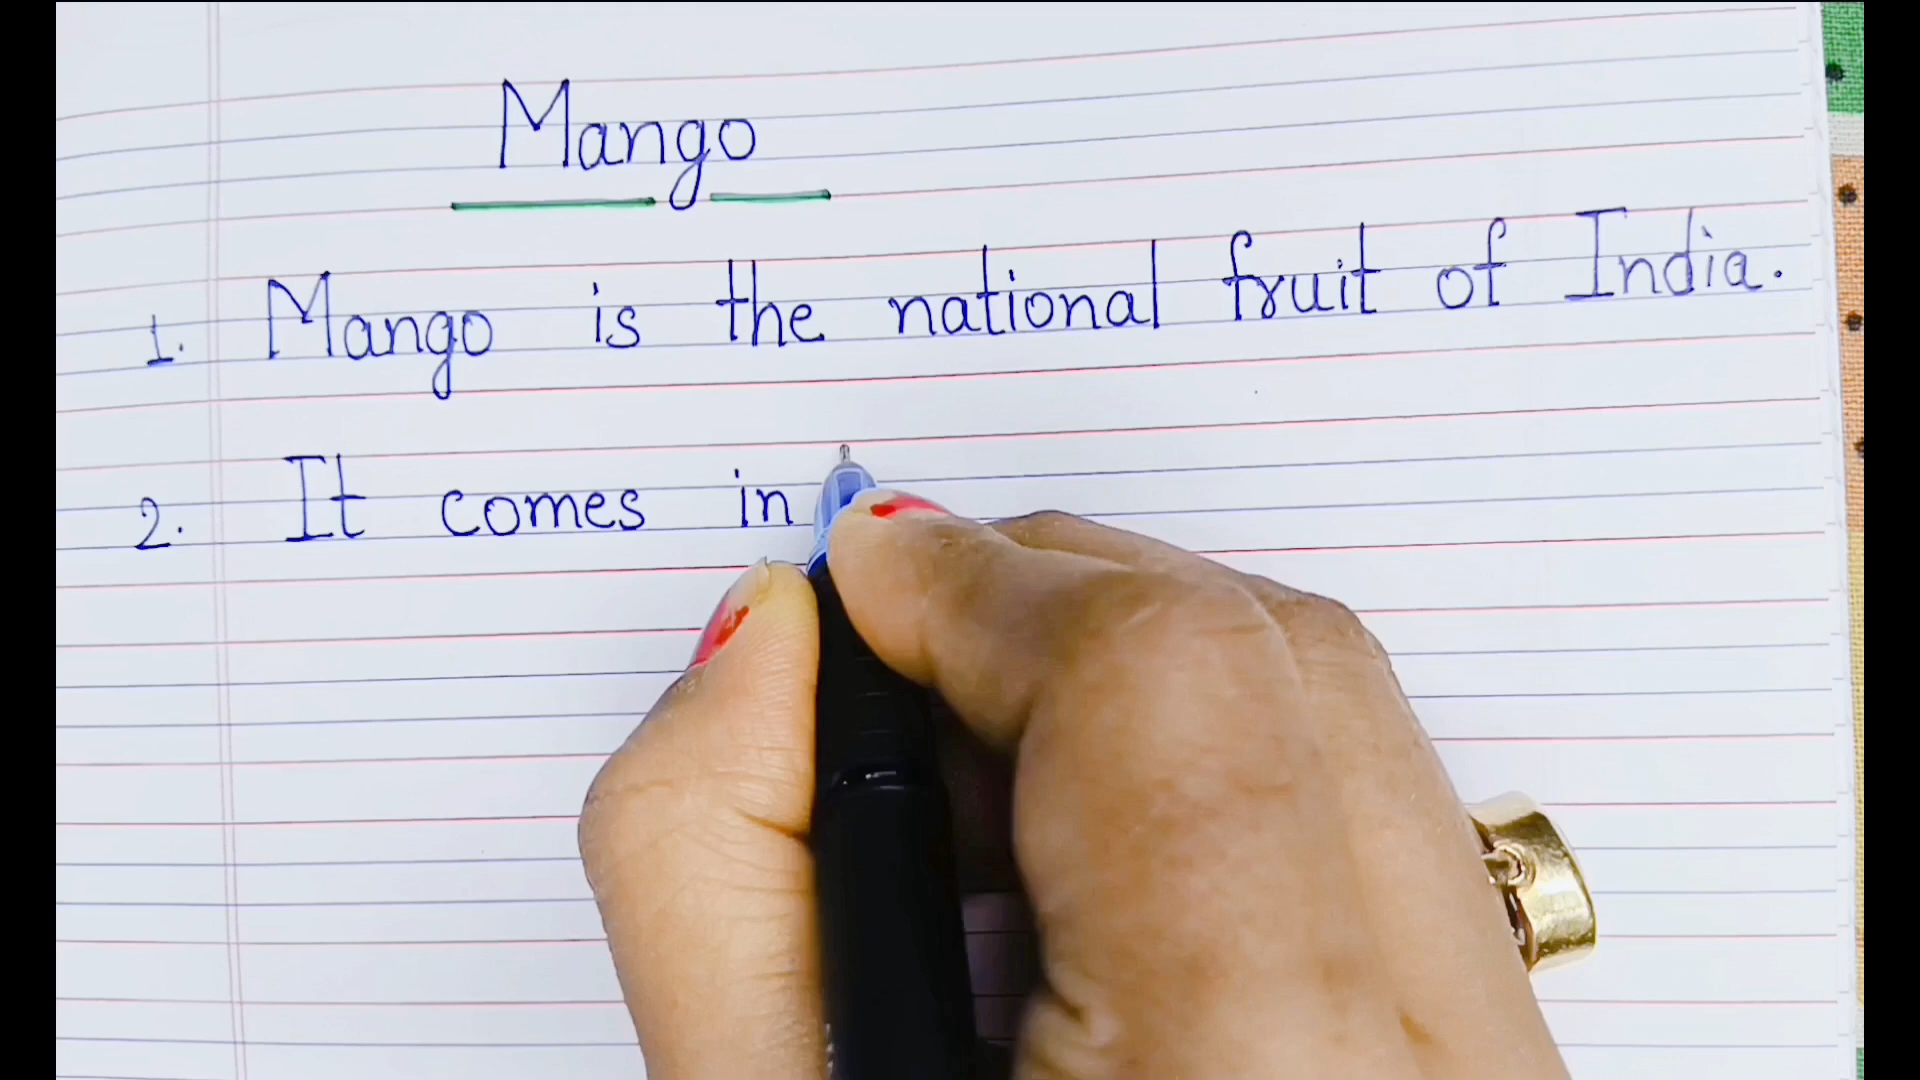 Mango
1. Mango is the national fruit of India.
2. It comes in